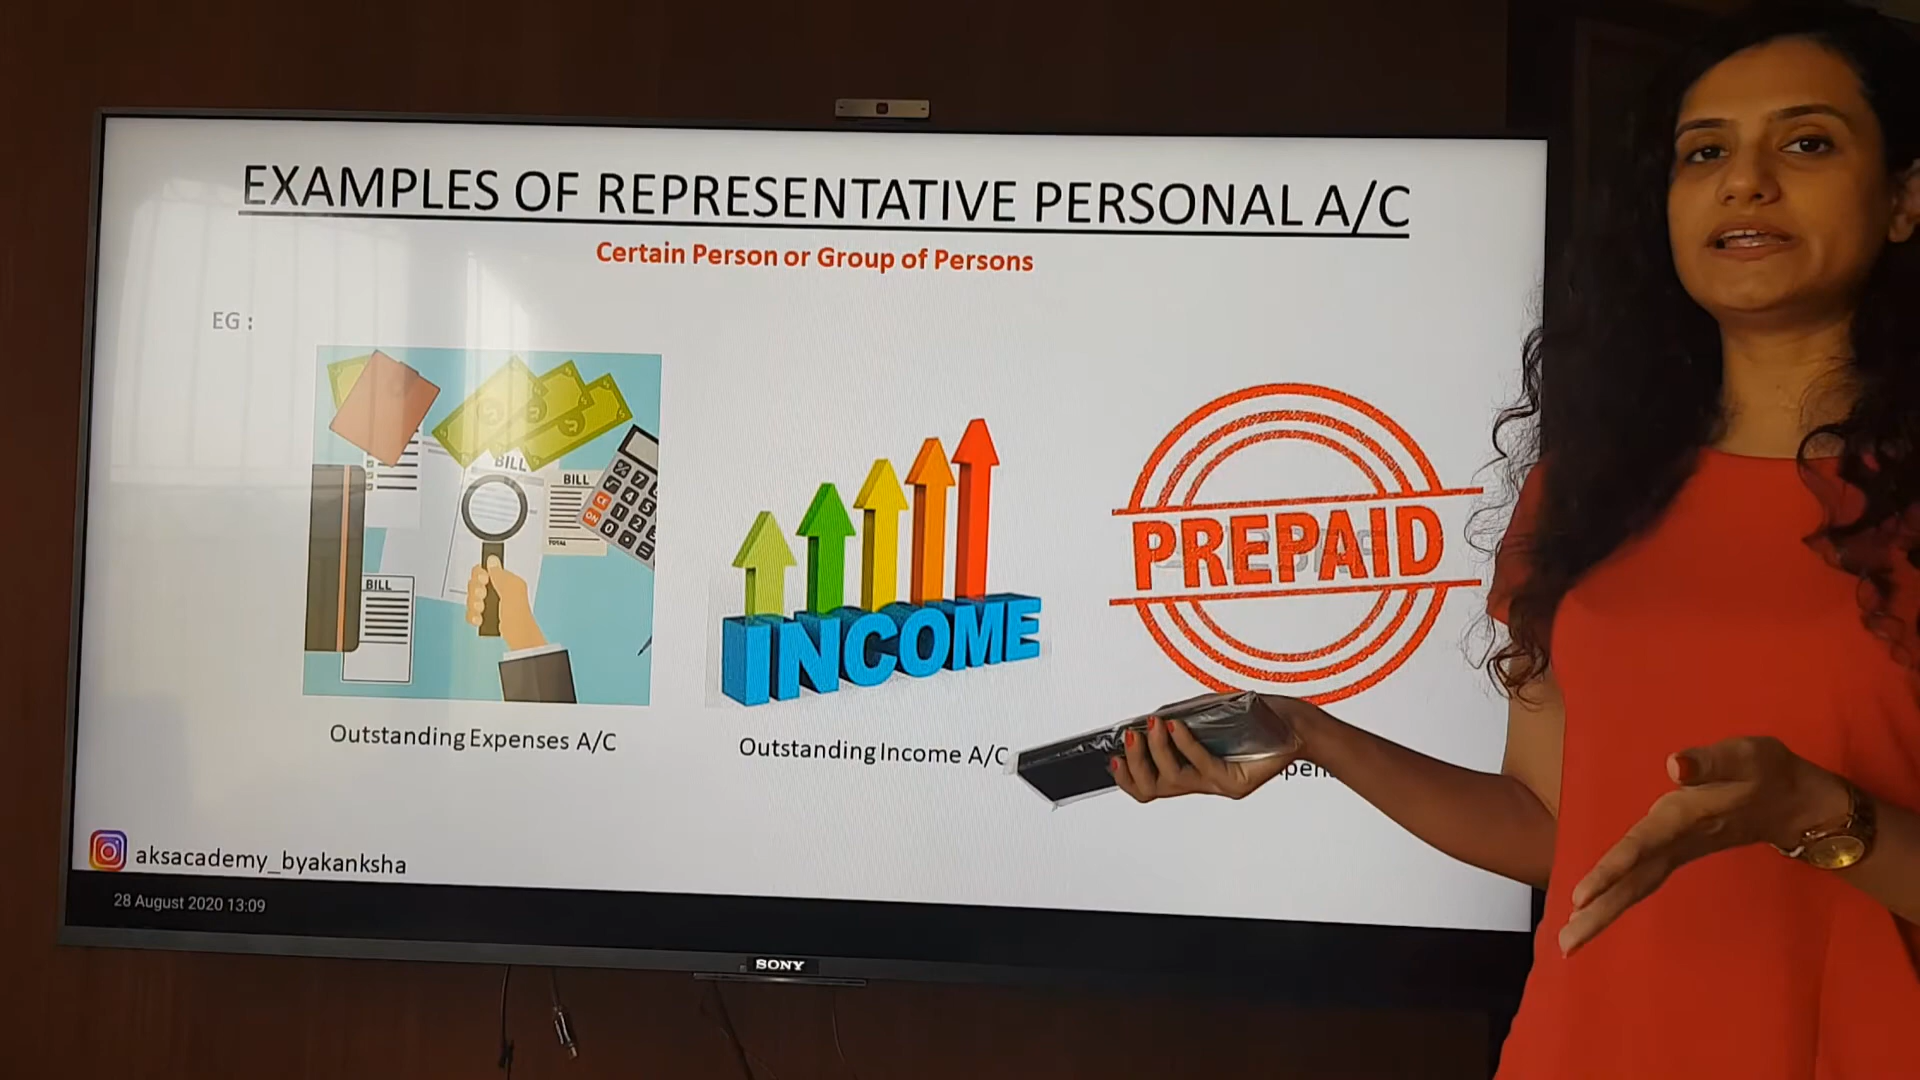 EXAMPLES OF REPRESENTATIVE PERSONAL A/C
Certain Person or Group of Persons
EG :
BILL
BILL
TOTAL
BILL
INCOME
PREPAID
Outstanding Expenses A/C
Outstanding Income A/C
aksacademy_byakanksha
28 August 2020 13:09
SONY